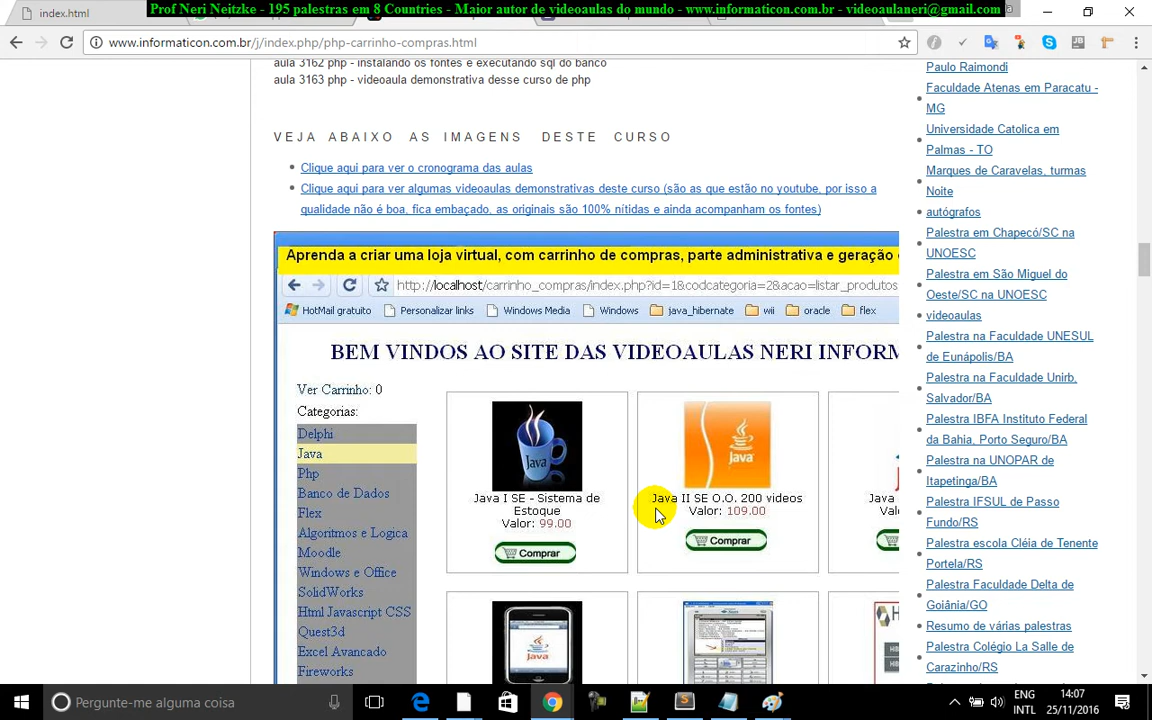 Prof Neri Neitzke - 195 palestras em 8 Countries - Maior autor de videoaulas do mundo - www.informaticon.com.br - videoaulaneri@gmail.com
index.html
www.informaticon.com.br/j/index.php/php-carrinho-compras.html
aula 3162 php - instalando os fontes e executando sql do banco
aula 3163 php - videoaula demonstrativa desse curso de php
VEJA ABAIXO AS IMAGENS DESTE CURSO
Clique aqui para ver o cronograma das aulas
Clique aqui para ver algumas videoaulas demonstrativas deste curso (são as que estão no youtube, por isso a
qualidade não é boa, fica embaçado, as originais são 100% nítidas e ainda acompanham os fontes)
Aprenda a criar uma loja virtual, com carrinho de compras, parte administrativa e geração
http://localhost/carrinho_compras/index.php?id=1&codcategoria=2&acao=listar_produtos
HotMail gratuito
Personalizar links
Windows Media
Windows
java_hibernate
wii
oracle
flex
BEM VINDOS AO SITE DAS VIDEOAULAS NERI INFORM
Ver Carrinho: 0
Categorias:
Delphi
Java
Php
Banco de Dados
Flex
Algoritmos e Logica
Moodle
Windows e Office
SolidWorks
Html Javascript CSS
Quest3d
Excel Avancado
Fireworks
Java
Java I SE - Sistema de
Estoque
Valor: 99.00
Comprar
Java
Java II SE O.O. 200 videos
Valor: 109.00
Comprar
Java
Va
Java
Paulo Raimondi
Faculdade Atenas em Paracatu -
MG
Universidade Catolica em
Palmas - TO
Marques de Caravelas, turmas
Noite
autógrafos
Palestra em Chapecó/SC na
UNOESC
Palestra em São Miguel do
Oeste/SC na UNOESC
videoaulas
Palestra na Faculdade UNESUL
de Eunápolis/BA
Palestra na Faculdade Unirb,
Salvador/BA
Palestra IBFA Instituto Federal
da Bahia, Porto Seguro/BA
Palestra na UNOPAR de
Itapetinga/BA
Palestra IFSUL de Passo
Fundo/RS
Palestra escola Cléia de Tenente
Portela/RS
Palestra Faculdade Delta de
Goiânia/GO
Resumo de várias palestras
Palestra Colégio La Salle de
Carazinho/RS
Pergunte-me alguma coisa
ENG
INTL
14:07
25/11/2016